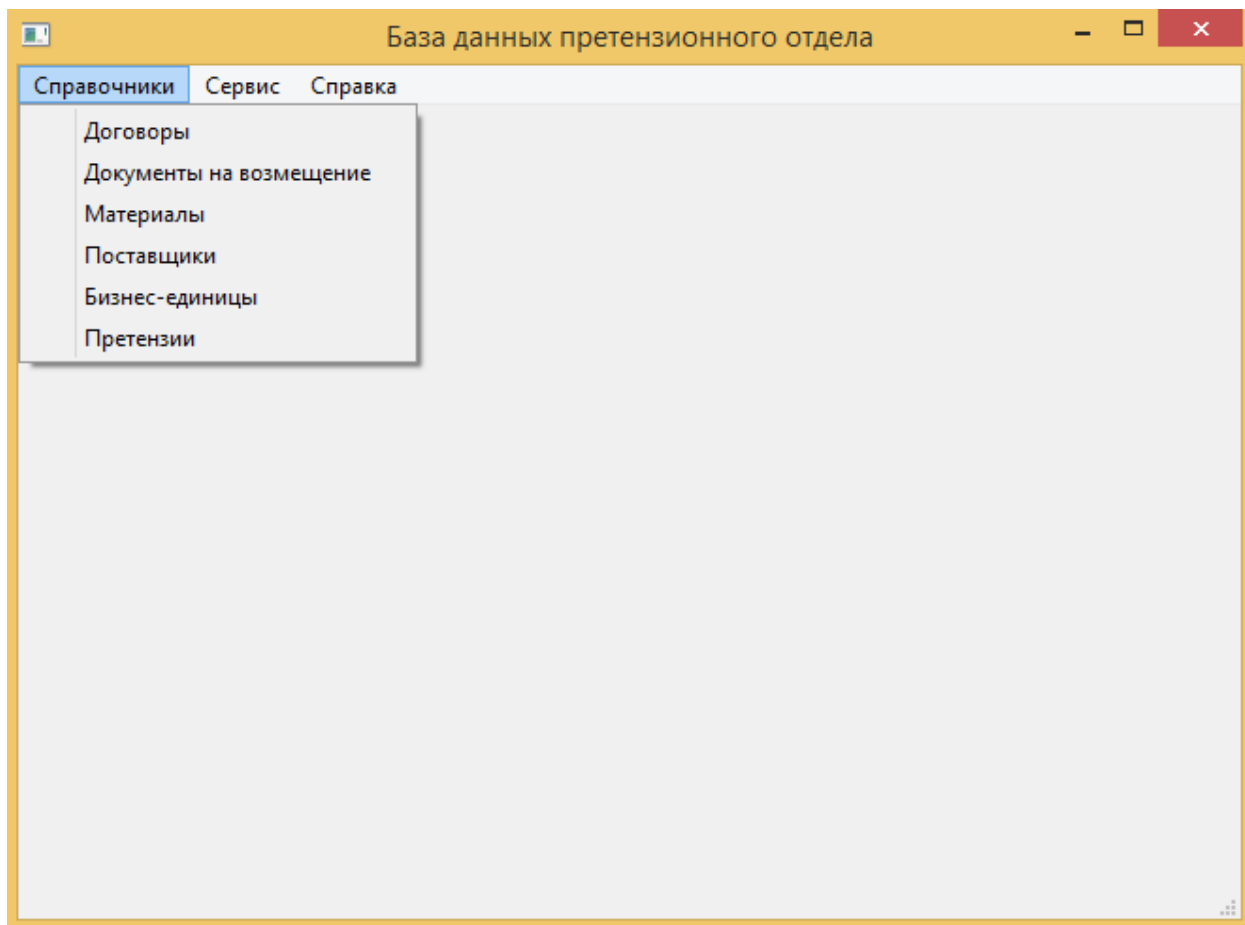 База данных претензионного отдела
Справочники Сервис Справка
Договоры
Документы на возмещение
Материалы
Поставщики
Бизнес-единицы
Претензии